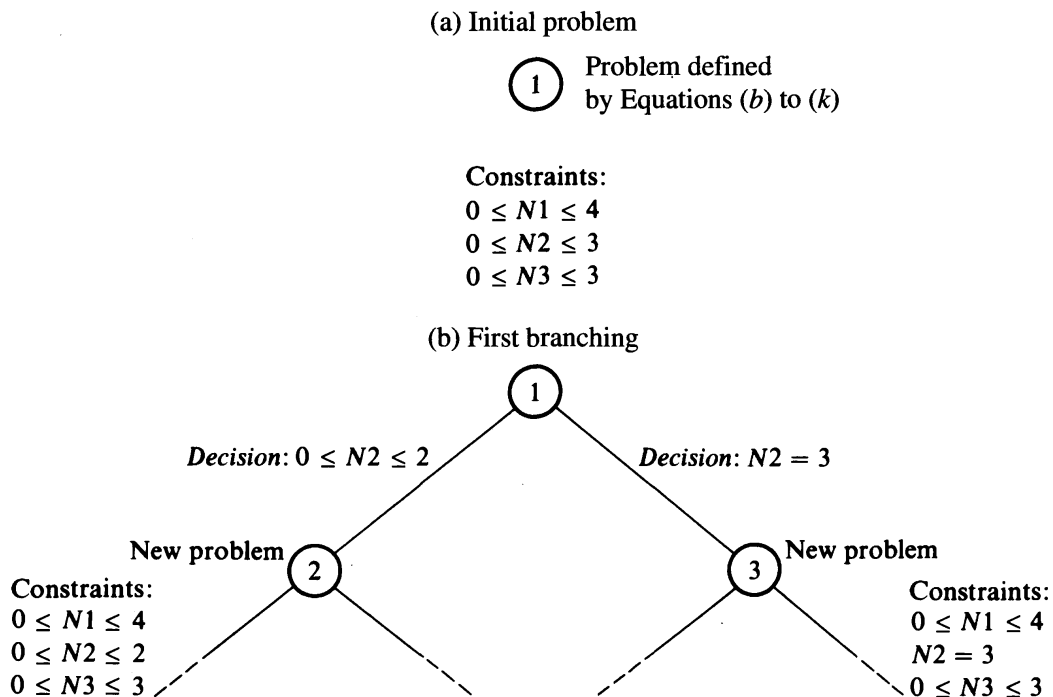 (a) Initial problem
1
Problem defined
by Equations (b) to (k)
Constraints:
0 ≤ N1 ≤ 4
0 ≤ N2 ≤ 3
0 ≤ N3 ≤ 3
(b) First branching
1
Decision: 0 ≤ N2 ≤ 2
Decision: N2 = 3
New problem
2
3
New problem
Constraints:
0 ≤ N1 ≤ 4
0 ≤ N2 ≤ 2
0 ≤ N3 ≤ 3
Constraints:
0 ≤ N1 ≤ 4
N2 = 3
0 ≤ N3 ≤ 3